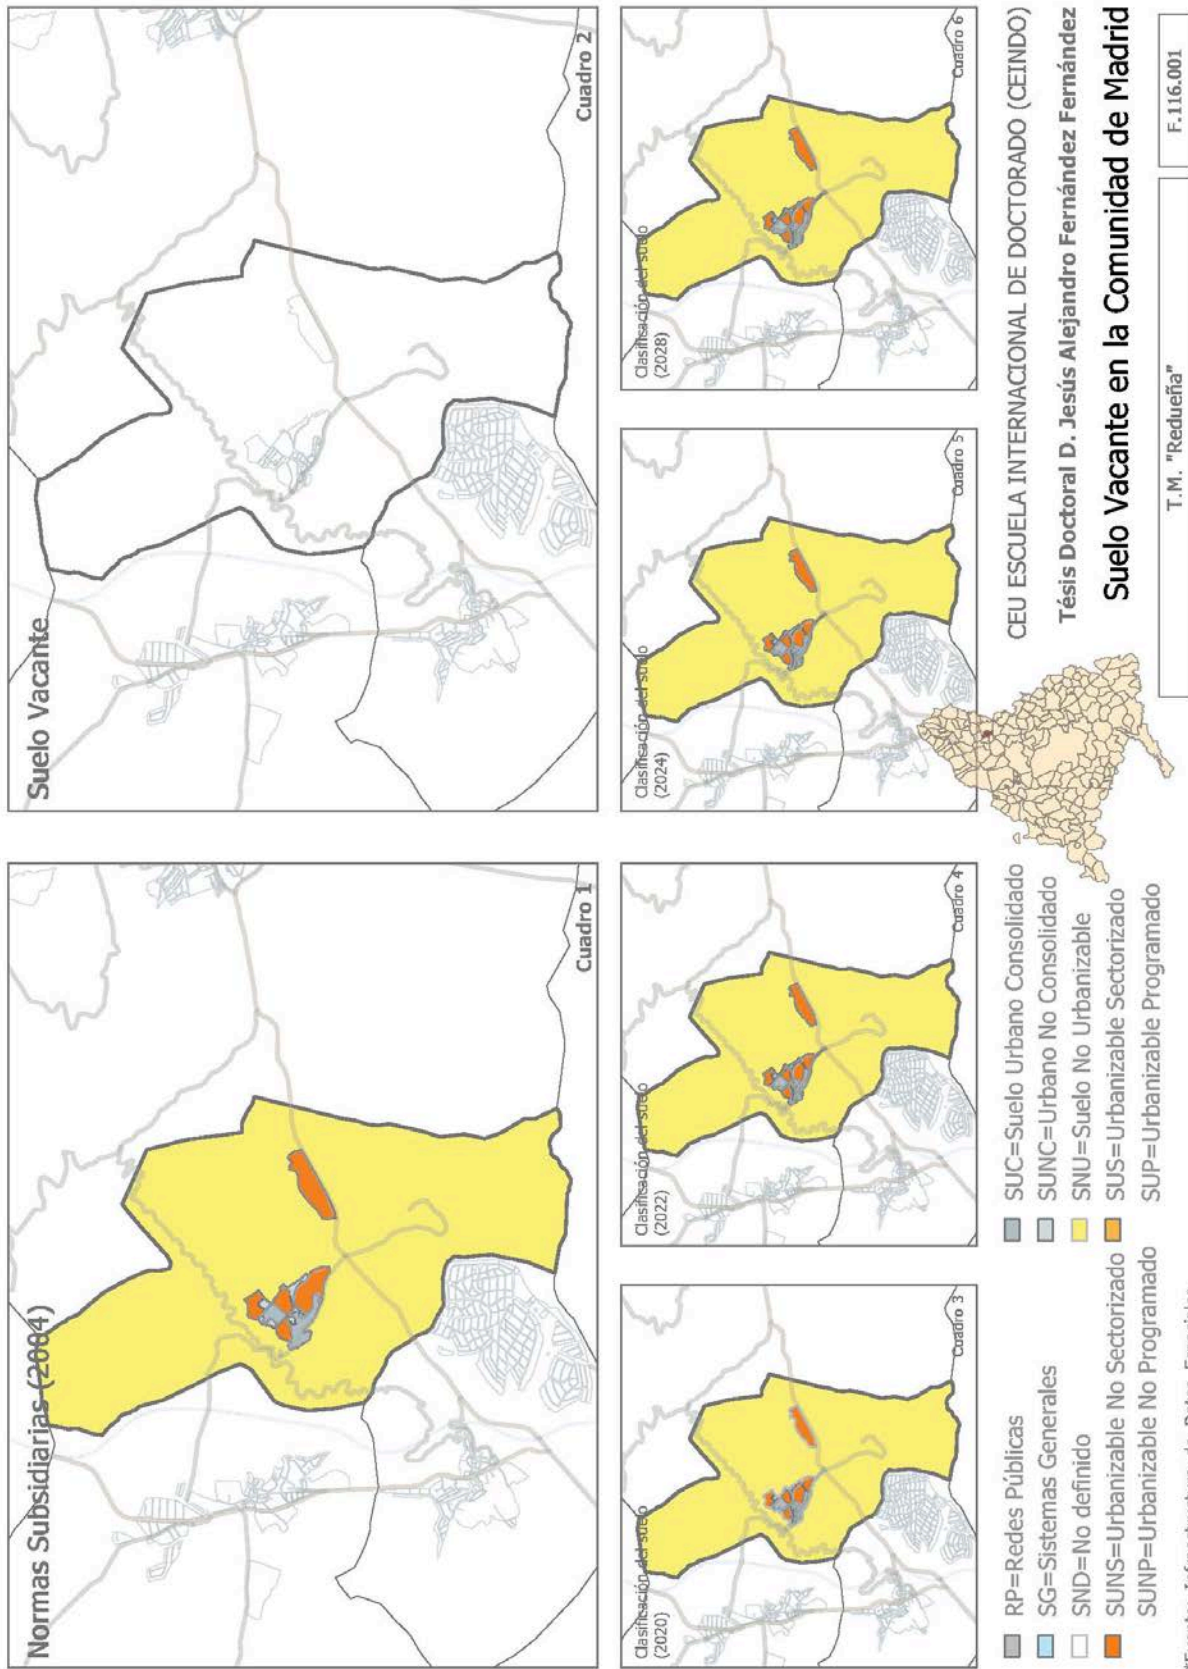 Normas Subsidiarias (2004)
Cuadro 1
Suelo Vacante
Cuadro 2
Clasificación del suelo
(2020)
Cuadro 3
Clasificación del suelo
(2022)
Cuadro 4
Clasificación del suelo
(2024)
Cuadro 5
Clasificación del suelo
(2028)
Cuadro 6
RP=Redes Públicas
SG=Sistemas Generales
SND=No definido
SUNS=Urbanizable No Sectorizado
SUNP=Urbanizable No Programado
SUC=Suelo Urbano Consolidado
SUNC=Urbano No Consolidado
SNU=Suelo No Urbanizable
SUS=Urbanizable Sectorizado
SUP=Urbanizable Programado
CEU ESCUELA INTERNACIONAL DE DOCTORADO (CEINDO)
Tésis Doctoral D. Jesús Alejandro Fernández Fernández
Suelo Vacante en la Comunidad de Madrid
T.M. "Redueña"
F.116.001